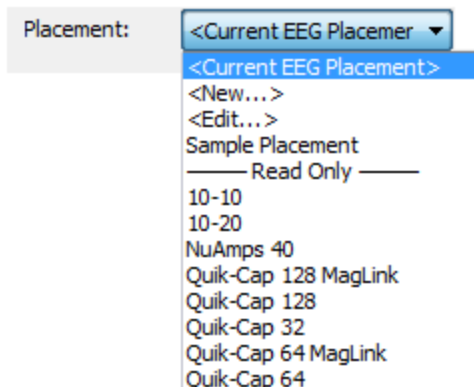 Placement:
<Current EEG Placemer
<Current EEG Placement>
<New...>
<Edit...>
Sample Placement
Read Only
10-10
10-20
NuAmps 40
Quik-Cap 128 MagLink
Quik-Cap 128
Quik-Cap 32
Quik-Cap 64 MagLink
Quik-Cap 64